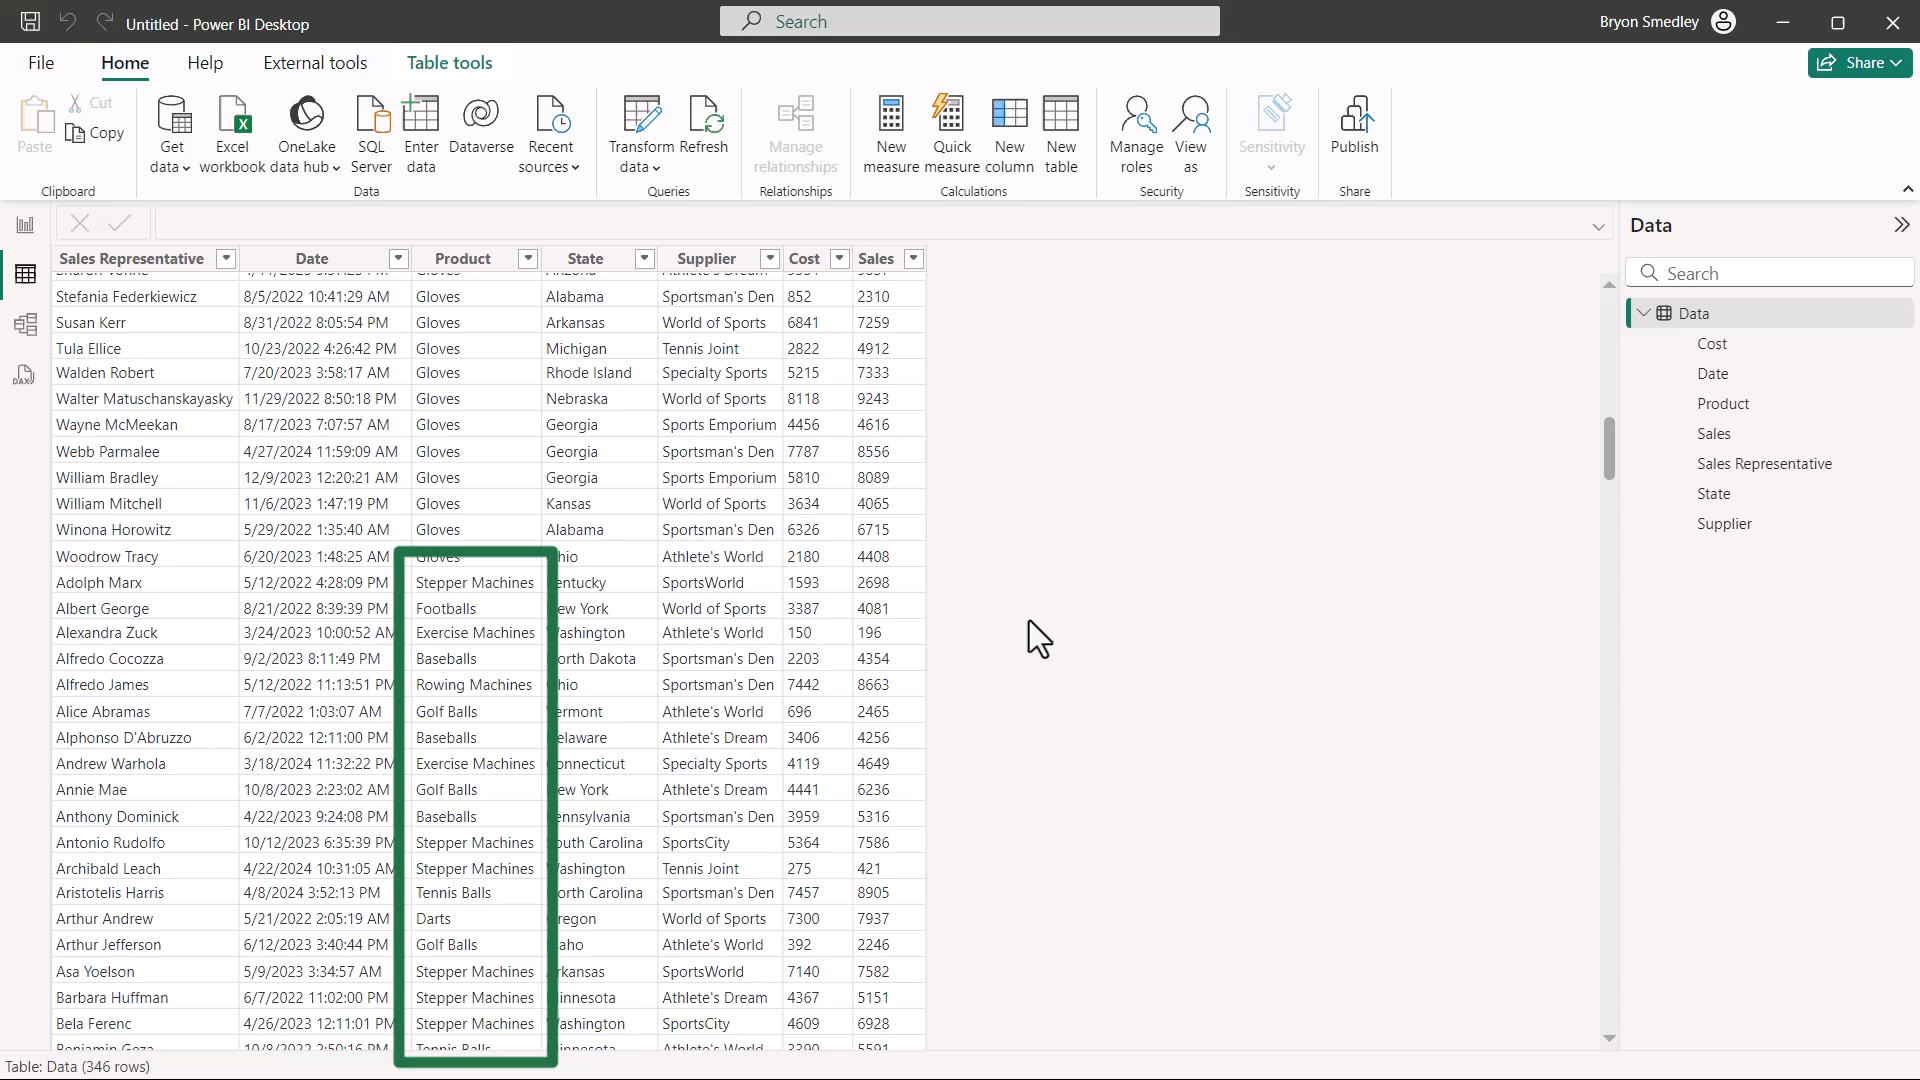 Untitled - Power BI Desktop
Search
Bryon Smedley
File Home Help External tools Table tools
Share
Paste
Cut
Copy
Clipboard
Get data
Excel workbook
OneLake data hub
SQL Server
Enter data
Dataverse
Recent sources
Data
Transform data
Refresh
Queries
Manage relationships
Relationships
New measure
Quick measure
New column
New table
Calculations
Manage roles
View as
Security
Sensitivity
Sensitivity
Publish
Share
DAX
Sales Representative Date Product State Supplier Cost Sales
Stefania Federkiewicz 8/5/2022 10:41:29 AM Gloves Alabama Sportsman's Den 852 2310
Susan Kerr 8/31/2022 8:05:54 PM Gloves Arkansas World of Sports 6841 7259
Tula Ellice 10/23/2022 4:26:42 PM Gloves Michigan Tennis Joint 2822 4912
Walden Robert 7/20/2023 3:58:17 AM Gloves Rhode Island Specialty Sports 5215 7333
Walter Matuschanskayasky 11/29/2022 8:50:18 PM Gloves Nebraska World of Sports 8118 9243
Wayne McMeekan 8/17/2023 7:07:57 AM Gloves Georgia Sports Emporium 4456 4616
Webb Parmalee 4/27/2024 11:59:09 AM Gloves Georgia Sportsman's Den 7787 8556
William Bradley 12/9/2023 12:20:21 AM Gloves Georgia Sports Emporium 5810 8089
William Mitchell 11/6/2023 1:47:19 PM Gloves Kansas World of Sports 3634 4065
Winona Horowitz 5/29/2022 1:35:40 AM Gloves Alabama Sportsman's Den 6326 6715
Woodrow Tracy 6/20/2023 1:48:25 AM Gloves hio Athlete's World 2180 4408
Adolph Marx 5/12/2022 4:28:09 PM Stepper Machines entucky SportsWorld 1593 2698
Albert George 8/21/2022 8:39:39 PM Footballs ew York World of Sports 3387 4081
Alexandra Zuck 3/24/2023 10:00:52 AM Exercise Machines ashington Athlete's World 150 196
Alfredo Cocozza 9/2/2023 8:11:49 PM Baseballs orth Dakota Sportsman's Den 2203 4354
Alfredo James 5/12/2022 11:13:51 PM Rowing Machines hio Sportsman's Den 7442 8663
Alice Abramas 7/7/2022 1:03:07 AM Golf Balls ermont Athlete's World 696 2465
Alphonso D'Abruzzo 6/2/2022 12:11:00 PM Baseballs elaware Athlete's Dream 3406 4256
Andrew Warhola 3/18/2024 11:32:22 PM Exercise Machines onnecticut Specialty Sports 4119 4649
Annie Mae 10/8/2023 2:23:02 AM Golf Balls ew York Athlete's Dream 4441 6236
Anthony Dominick 4/22/2023 9:24:08 PM Baseballs ennsylvania Sportsman's Den 3959 5316
Antonio Rudolfo 10/12/2023 6:35:39 PM Stepper Machines outh Carolina SportsCity 5364 7586
Archibald Leach 4/22/2024 10:31:05 AM Stepper Machines ashington Tennis Joint 275 421
Aristotelis Harris 4/8/2024 3:52:13 PM Tennis Balls orth Carolina Sportsman's Den 7457 8905
Arthur Andrew 5/21/2022 2:05:19 AM Darts regon World of Sports 7300 7937
Arthur Jefferson 6/12/2023 3:40:44 PM Golf Balls aho Athlete's World 392 2246
Asa Yoelson 5/9/2023 3:34:57 AM Stepper Machines rkansas SportsWorld 7140 7582
Barbara Huffman 6/7/2022 11:02:00 PM Stepper Machines innesota Athlete's Dream 4367 5151
Bela Ferenc 4/26/2023 12:11:01 PM Stepper Machines ashington SportsCity 4609 6928
Table: Data (346 rows)
Data
Search
Data
Cost
Date
Product
Sales
Sales Representative
State
Supplier